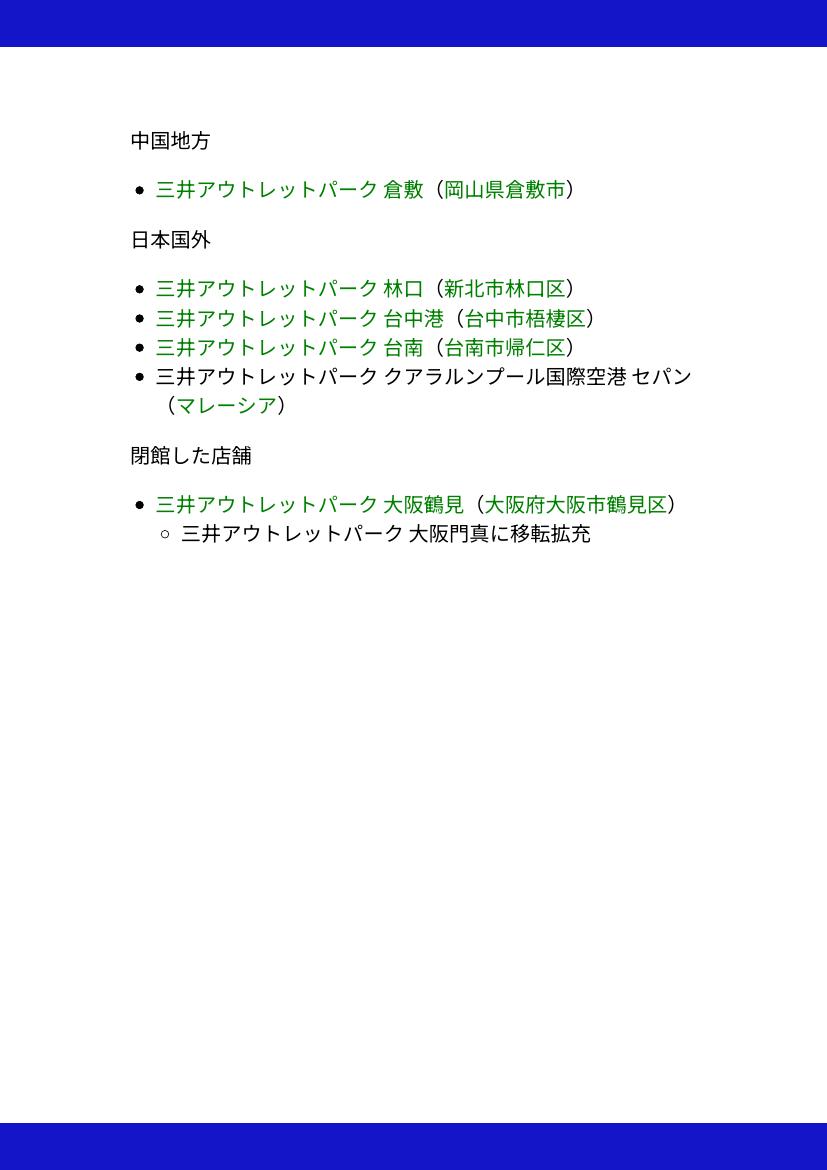 中国地方
三井アウトレットパーク 倉敷（岡山県倉敷市）
日本国外
三井アウトレットパーク 林口（新北市林口区）
三井アウトレットパーク 台中港（台中市梧棲区）
三井アウトレットパーク 台南（台南市帰仁区）
三井アウトレットパーク クアラルンプール国際空港 セパン
（マレーシア）
閉館した店舗
三井アウトレットパーク 大阪鶴見（大阪府大阪市鶴見区）
三井アウトレットパーク 大阪門真に移転拡充